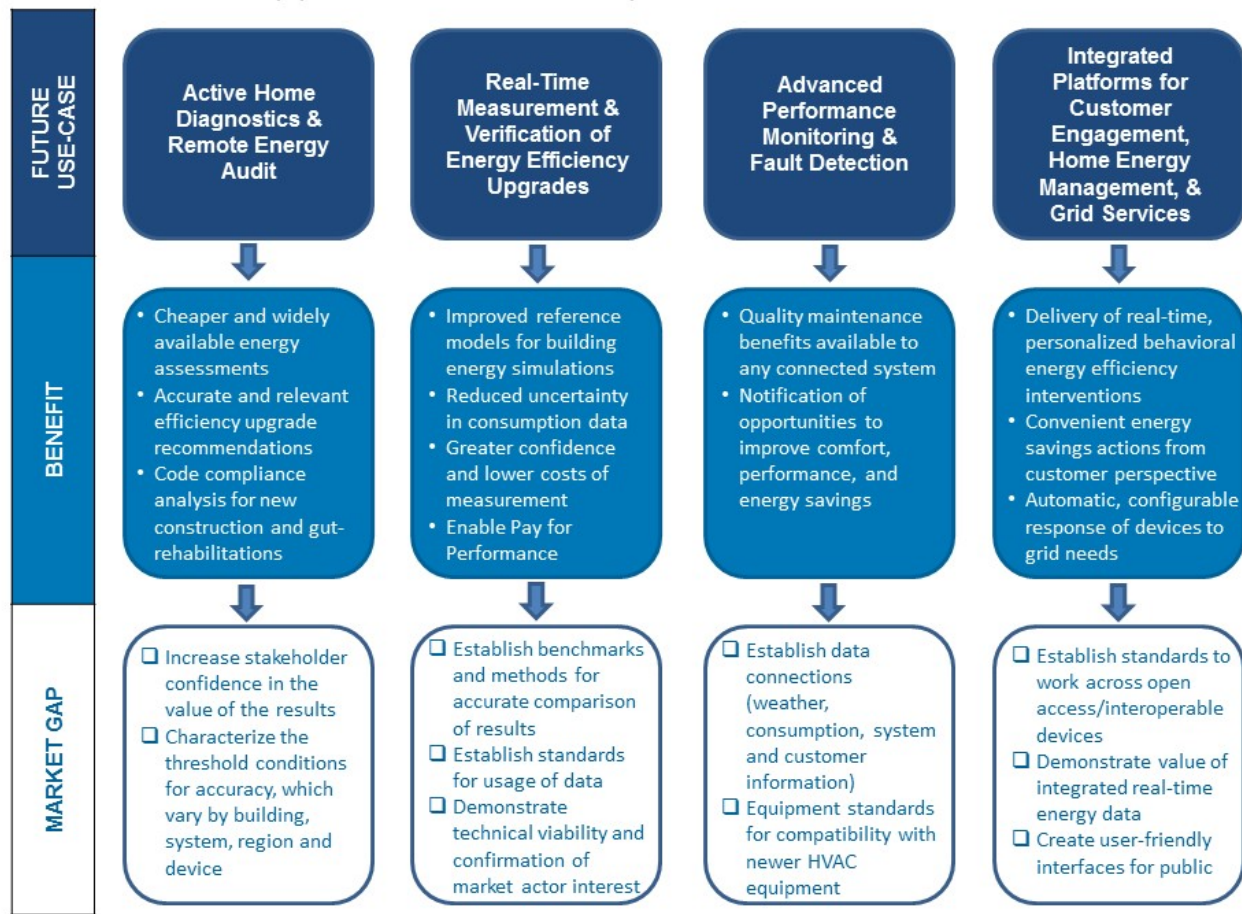 FUTURE
USE-CASE
Active Home
Diagnostics &
Remote Energy
Audit
Real-Time
Measurement &
Verification of
Energy Efficiency
Upgrades
Advanced
Performance
Monitoring &
Fault Detection
Integrated
Platforms for
Customer
Engagement,
Home Energy
Management, &
Grid Services
BENEFIT
• Cheaper and widely
available energy
assessments
• Accurate and relevant
efficiency upgrade
recommendations
• Code compliance
analysis for new
construction and gut-
rehabilitations
• Improved reference
models for building
energy simulations
• Reduced uncertainty
in consumption data
• Greater confidence
and lower costs of
measurement
• Enable Pay for
Performance
• Quality maintenance
benefits available to
any connected system
• Notification of
opportunities to
improve comfort,
performance, and
energy savings
• Delivery of real-time,
personalized behavioral
energy efficiency
interventions
• Convenient energy
savings actions from
customer perspective
• Automatic, configurable
response of devices to
grid needs
MARKET GAP
❑ Increase stakeholder
confidence in the
value of the results
❑ Characterize the
threshold conditions
for accuracy, which
vary by building,
system, region and
device
❑ Establish benchmarks
and methods for
accurate comparison
of results
❑ Establish standards
for usage of data
❑ Demonstrate
technical viability and
confirmation of
market actor interest
❑ Establish data
connections
(weather,
consumption, system
and customer
information)
❑ Equipment standards
for compatibility with
newer HVAC
equipment
❑ Establish standards to
work across open
access/interoperable
devices
❑ Demonstrate value of
integrated real-time
energy data
❑ Create user-friendly
interfaces for public